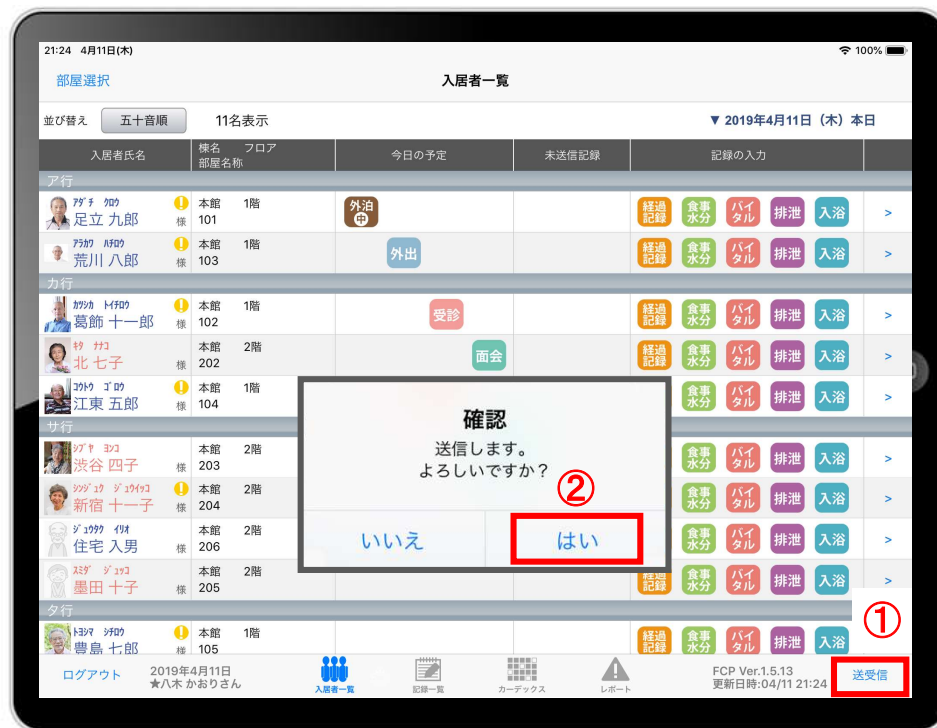 21:24 4月11日(木) 100%
部屋選択 入居者一覧
並び替え 五十音順 11名表示 ▼ 2019年4月11日（木）本日
入居者氏名 棟名 フロア 部屋名称 今日の予定 未送信記録 記録の入力
ア行
ｱﾀﾞﾁ ｸﾛｳ
足立 九郎 様 本館 1階 101 外泊 中 経過記録 食事水分 バイタル 排泄 入浴 >
ｱﾗｶﾜ ﾊﾁﾛｳ
荒川 八郎 様 本館 1階 103 外出 経過記録 食事水分 バイタル 排泄 入浴 >
カ行
ｶﾂｼｶ ﾄｲﾁﾛｳ
葛飾 十一郎 様 本館 1階 102 受診 経過記録 食事水分 バイタル 排泄 入浴 >
ｷﾀ ﾅﾅｺ
北 七子 様 本館 2階 202 面会 経過記録 食事水分 バイタル 排泄 入浴 >
ｺｳﾄｳ ｺﾞﾛｳ
江東 五郎 様 本館 1階 104 食事水分 バイタル 排泄 入浴 >
サ行
ｼﾌﾞﾔ ﾖﾝｺ
渋谷 四子 様 本館 2階 203 食事水分 バイタル 排泄 入浴 >
ｼﾝｼﾞｭｸ ｼﾞｭｳｲｯｺ
新宿 十一子 様 本館 2階 204 食事水分 バイタル 排泄 入浴 >
ｼﾞｭｳﾀｸ ｲﾘｵ
住宅 入男 様 本館 2階 206 食事水分 バイタル 排泄 入浴 >
ｽﾐﾀﾞ ｼﾞｭｯｺ
墨田 十子 様 本館 2階 205 経過記録 食事水分 バイタル 排泄 入浴 >
タ行
ﾄﾖｼﾏ ｼﾁﾛｳ
豊島 七郎 様 本館 1階 105 経過記録 食事水分 バイタル 排泄 入浴
確認
送信します。
よろしいですか？
②
いいえ はい
①
ログアウト 2019年4月11日
★八木 かおりさん
入居者一覧 記録一覧 カーデックス レポート
FCP Ver.1.5.13
更新日時:04/11 21:24
送受信